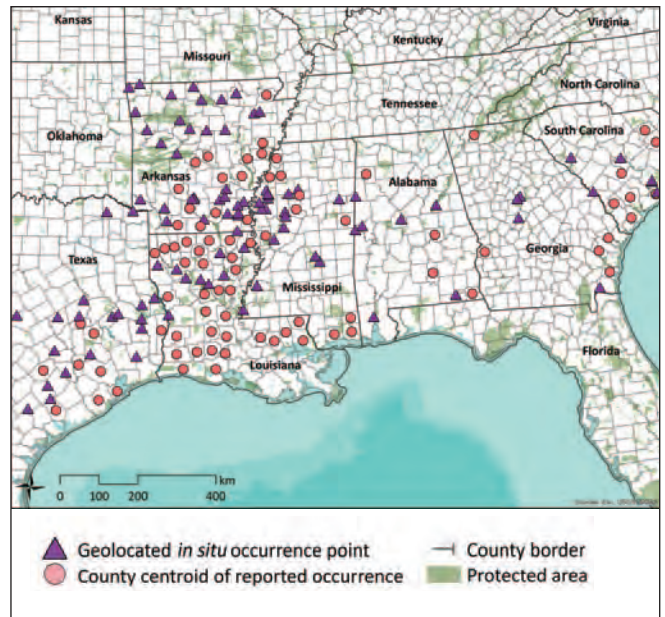 Kansas
Virginia
Kentucky
Missouri
North Carolina
Tennessee
Oklahoma
South Carolina
Arkansas
Alabama
Georgia
Texas
Mississippi
Florida
Louisiana
km
0 100 200 400
Geolocated in situ occurrence point
County border
County centroid of reported occurrence
Protected area